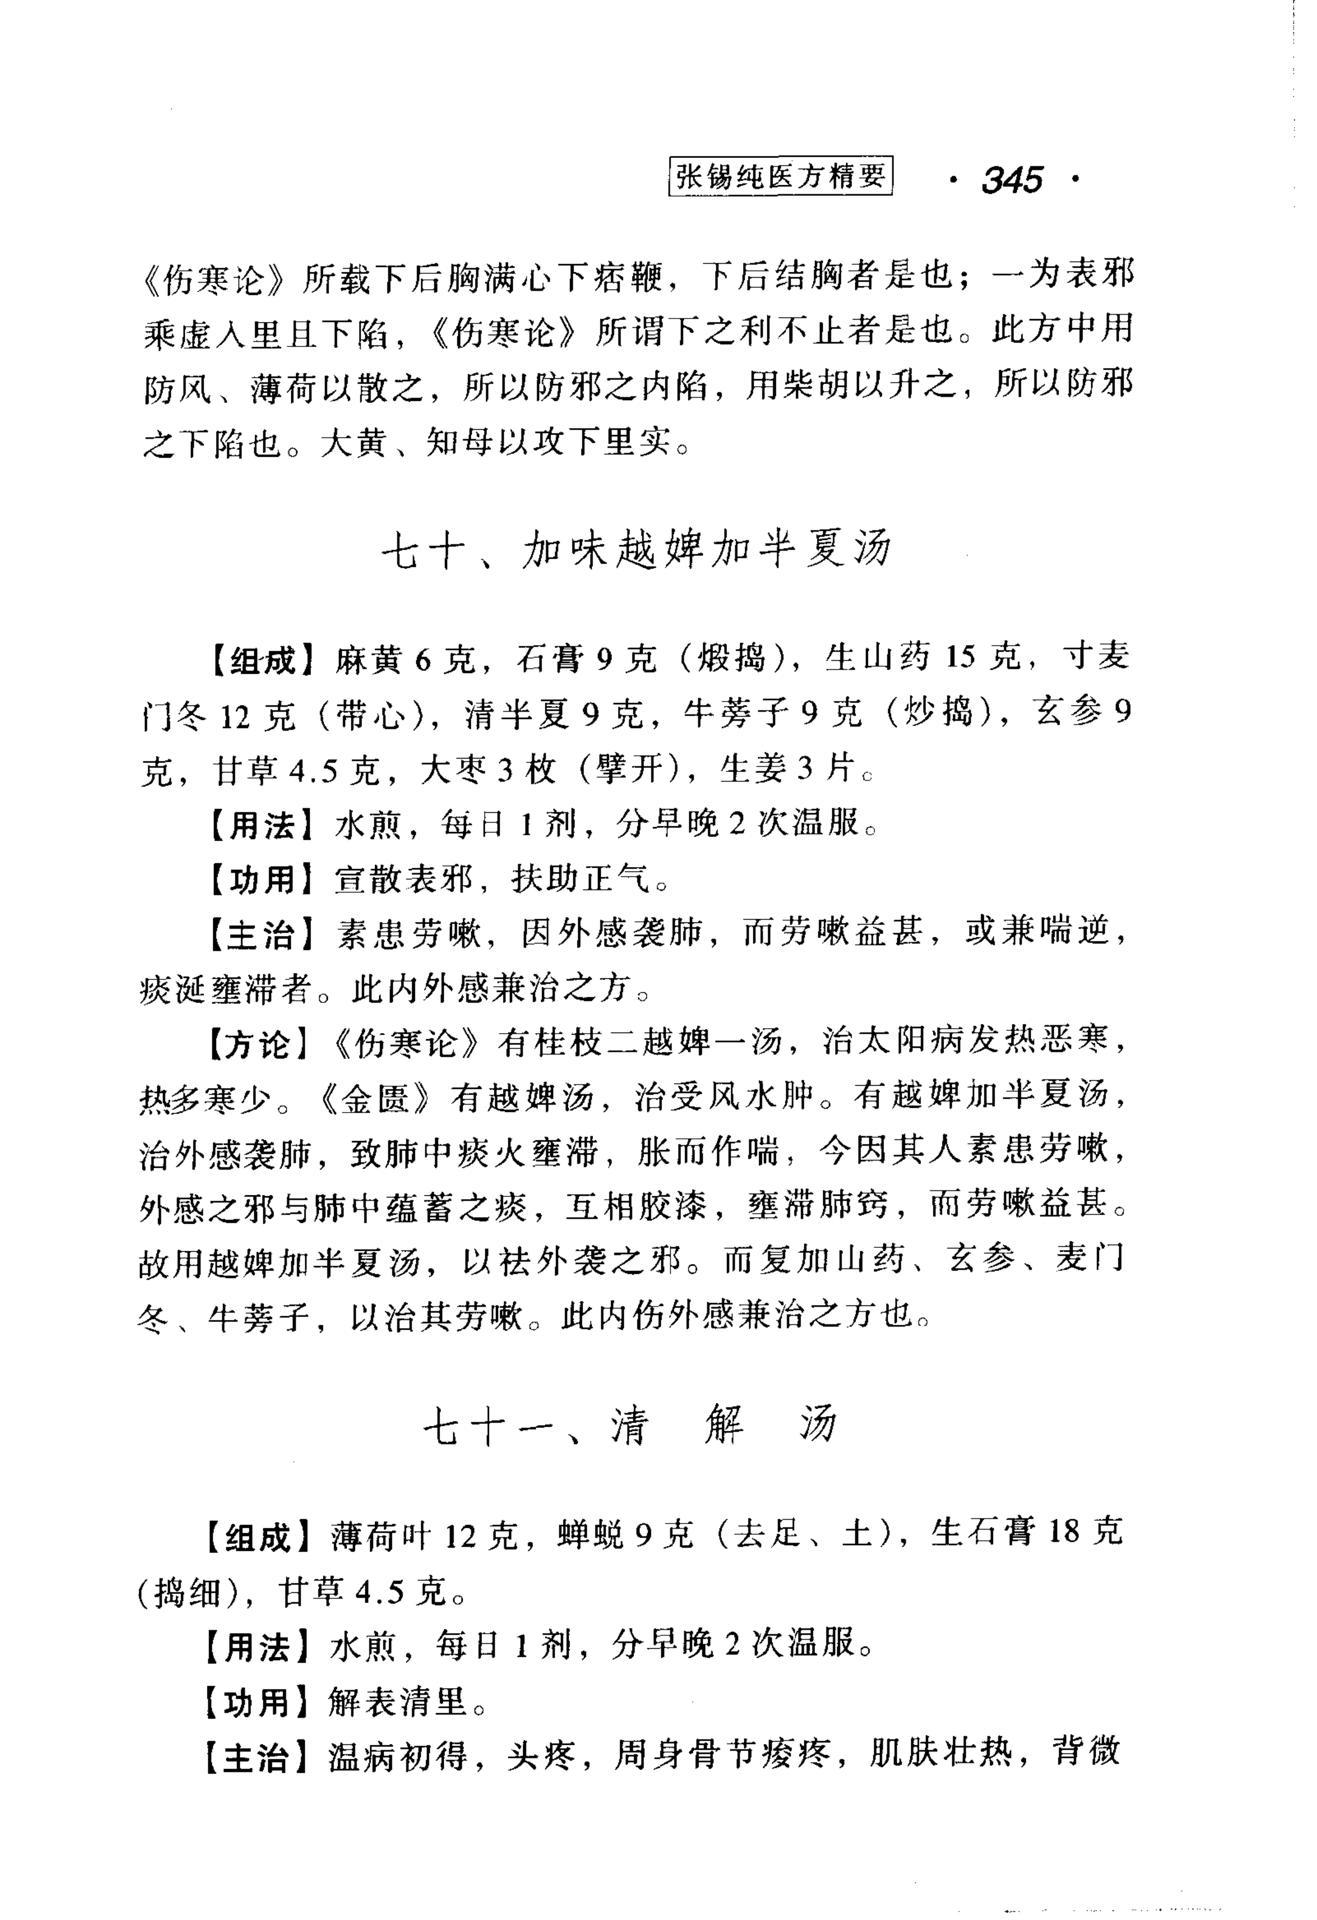 张锡纯医方精要 · 345 ·
《伤寒论》所载下后胸满心下痞鞕，下后结胸者是也；一为表邪
乘虚入里且下陷，《伤寒论》所谓下之利不止者是也。此方中用
防风、薄荷以散之，所以防邪之内陷，用柴胡以升之，所以防邪
之下陷也。大黄、知母以攻下里实。
七十、加味越婢加半夏汤
【组成】麻黄 6 克，石膏 9 克（煅捣），生山药 15 克，寸麦
门冬 12 克（带心），清半夏 9 克，牛蒡子 9 克（炒捣），玄参 9
克，甘草 4.5 克，大枣 3 枚（擘开），生姜 3 片。
【用法】水煎，每日 1 剂，分早晚 2 次温服。
【功用】宣散表邪，扶助正气。
【主治】素患劳嗽，因外感袭肺，而劳嗽益甚，或兼喘逆，
痰涎壅滞者。此内外感兼治之方。
【方论】《伤寒论》有桂枝二越婢一汤，治太阳病发热恶寒，
热多寒少。《金匮》有越婢汤，治受风水肿。有越婢加半夏汤，
治外感袭肺，致肺中痰火壅滞，胀而作喘，今因其人素患劳嗽，
外感之邪与肺中蕴蓄之痰，互相胶漆，壅滞肺窍，而劳嗽益甚。
故用越婢加半夏汤，以祛外袭之邪。而复加山药、玄参、麦门
冬、牛蒡子，以治其劳嗽。此内伤外感兼治之方也。
七十一、清 解 汤
【组成】薄荷叶 12 克，蝉蜕 9 克（去足、土），生石膏 18 克
（捣细），甘草 4.5 克。
【用法】水煎，每日 1 剂，分早晚 2 次温服。
【功用】解表清里。
【主治】温病初得，头疼，周身骨节痠疼，肌肤壮热，背微